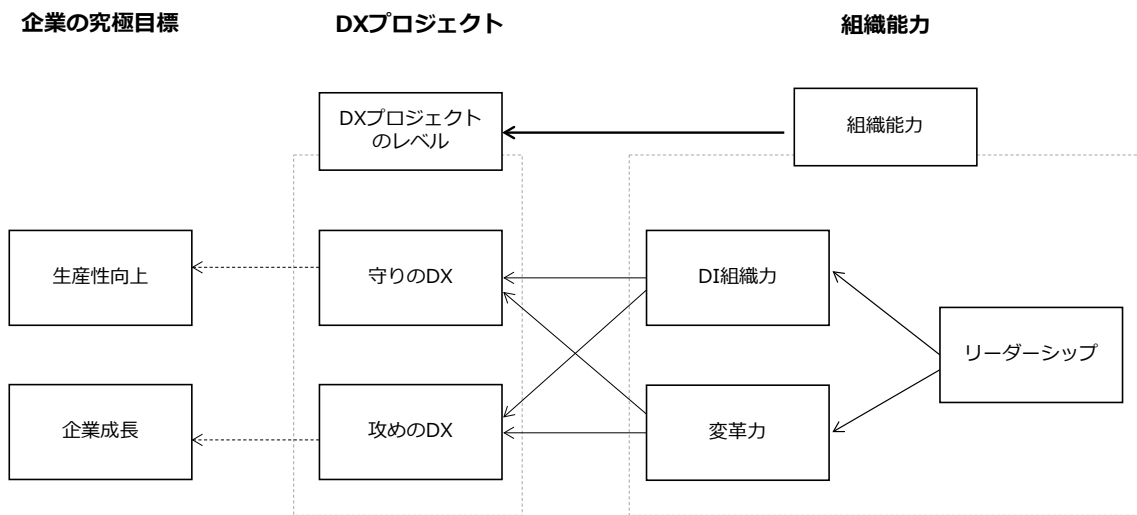 企業の究極目標
DXプロジェクト
組織能力
DXプロジェクト
のレベル
組織能力
生産性向上
守りのDX
DI組織力
リーダーシップ
企業成長
攻めのDX
変革力